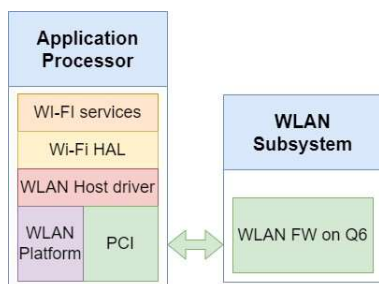 Application
Processor
WI-FI services
Wi-Fi HAL
WLAN Host driver
WLAN
Platform
PCI
WLAN
Subsystem
WLAN FW on Q6